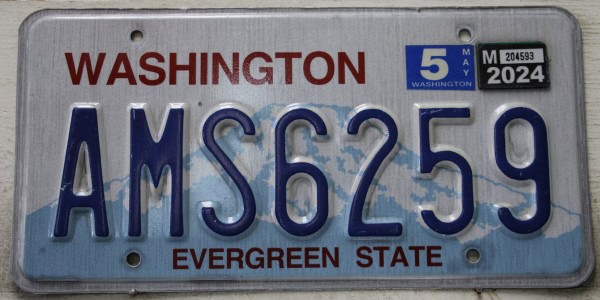 WASHINGTON
5 MAY
WASHINGTON
M 204593
2024
AMS6259
EVERGREEN STATE